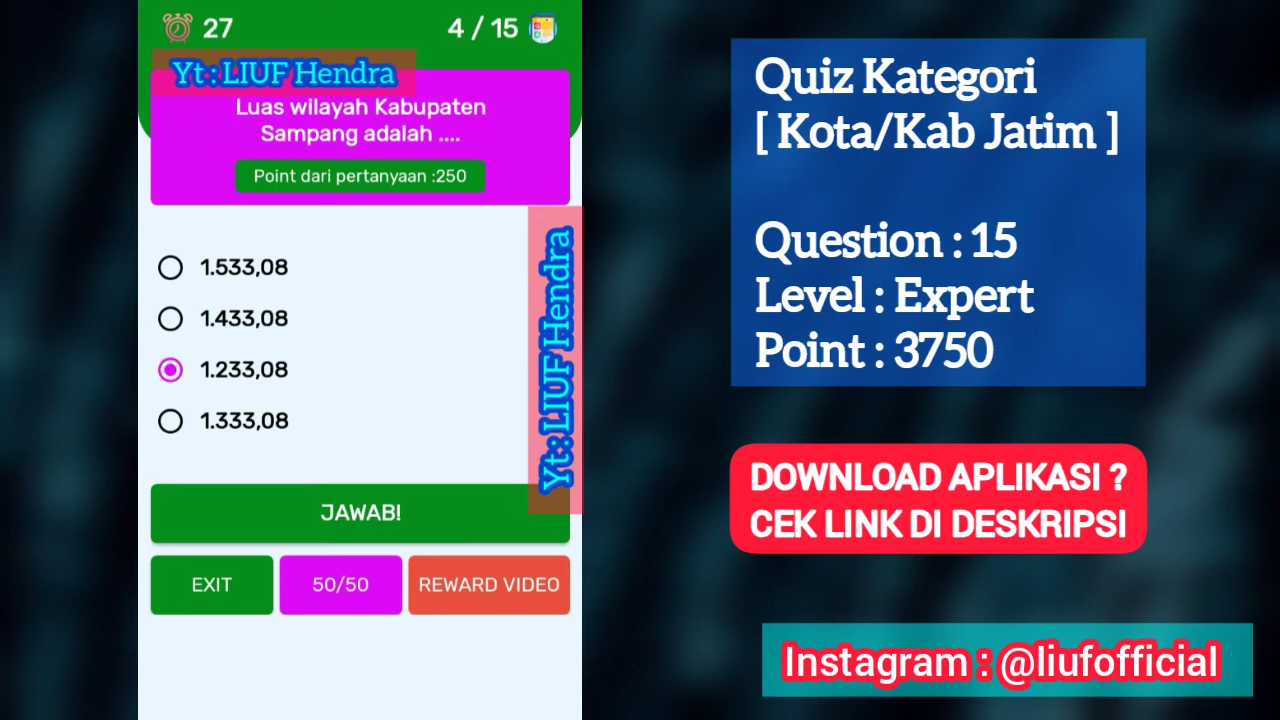 27
4 / 15
Yt : LIUF Hendra
Luas wilayah Kabupaten
Sampang adalah ....
Point dari pertanyaan :250
1.533,08
1.433,08
1.233,08
1.333,08
Yt : LIUF Hendra
JAWAB!
EXIT
50/50
REWARD VIDEO
Quiz Kategori
[ Kota/Kab Jatim ]
Question : 15
Level : Expert
Point : 3750
DOWNLOAD APLIKASI ?
CEK LINK DI DESKRIPSI
Instagram : @liufofficial